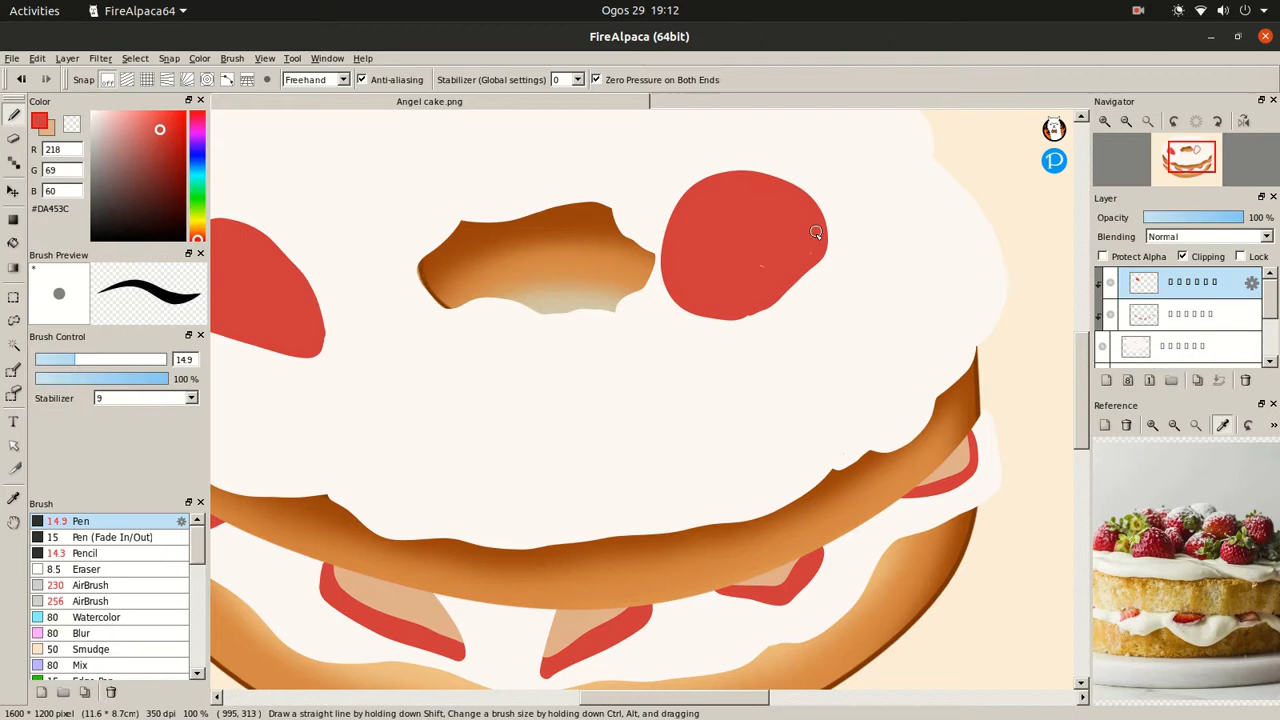 Activities
FireAlpaca64
Ogos 29 19:12
FireAlpaca (64bit)
File Edit Layer Filter Select Snap Color Brush View Tool Window Help
Snap off Freehand Anti-aliasing Stabilizer (Global settings) 0 Zero Pressure on Both Ends
Color
Angel cake.png
Navigator
R 218
G 69
B 60
#DA453C
Layer
Opacity 100 %
Blending Normal
Protect Alpha Clipping Lock
Brush Preview
*
Brush Control
14.9
100 %
Stabilizer 9
8 1
Reference
Brush
14.9 Pen
15 Pen (Fade In/Out)
14.3 Pencil
8.5 Eraser
230 AirBrush
256 AirBrush
80 Watercolor
80 Blur
50 Smudge
80 Mix
15 Edge Pen
1600 * 1200 pixel (11.6 * 8.7cm) 350 dpi 100 % ( 995, 313 ) Draw a straight line by holding down Shift, Change a brush size by holding down Ctrl, Alt, and dragging